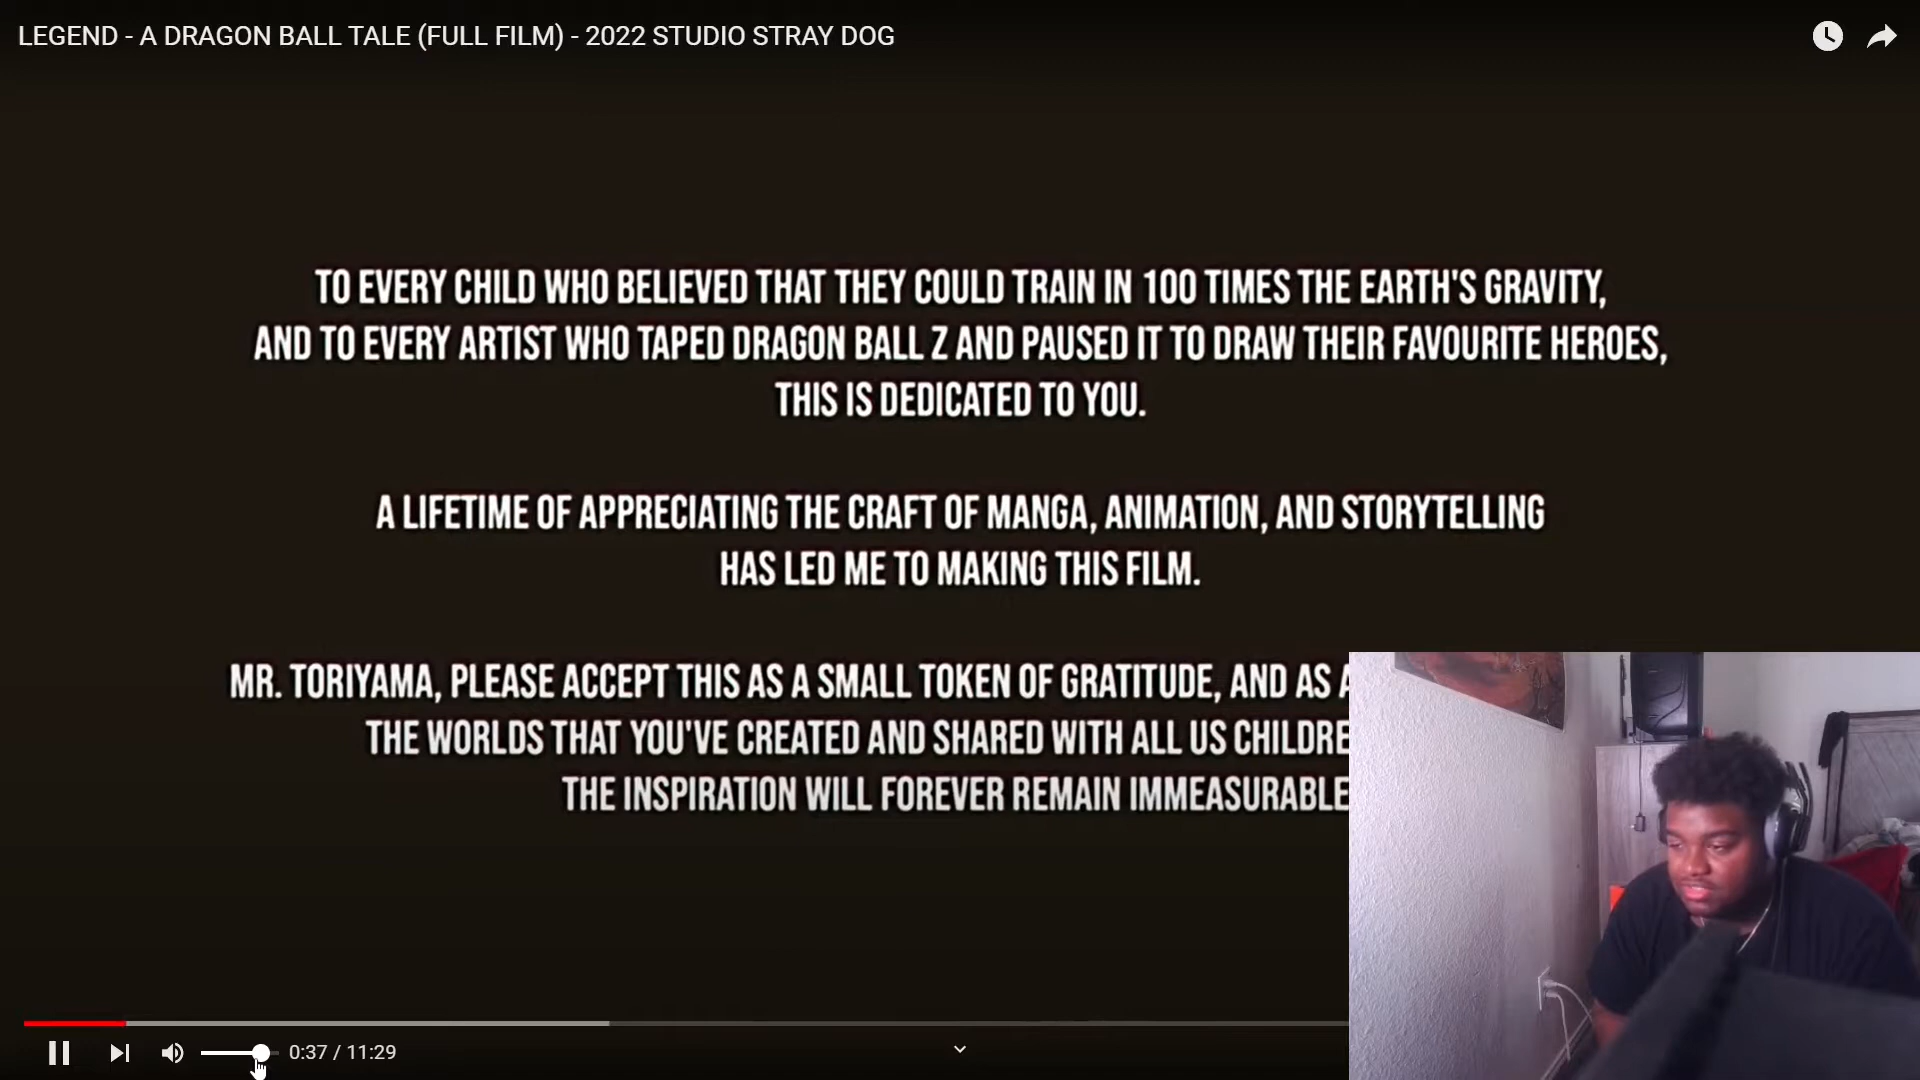 LEGEND - A DRAGON BALL TALE (FULL FILM) - 2022 STUDIO STRAY DOG
TO EVERY CHILD WHO BELIEVED THAT THEY COULD TRAIN IN 100 TIMES THE EARTH'S GRAVITY,
AND TO EVERY ARTIST WHO TAPED DRAGON BALL Z AND PAUSED IT TO DRAW THEIR FAVOURITE HEROES,
THIS IS DEDICATED TO YOU.
A LIFETIME OF APPRECIATING THE CRAFT OF MANGA, ANIMATION, AND STORYTELLING
HAS LED ME TO MAKING THIS FILM.
MR. TORIYAMA, PLEASE ACCEPT THIS AS A SMALL TOKEN OF GRATITUDE, AND AS
THE WORLDS THAT YOU'VE CREATED AND SHARED WITH ALL US
THE INSPIRATION WILL FOREVER REMAIN IMMEASURABLE
0:37 / 11:29